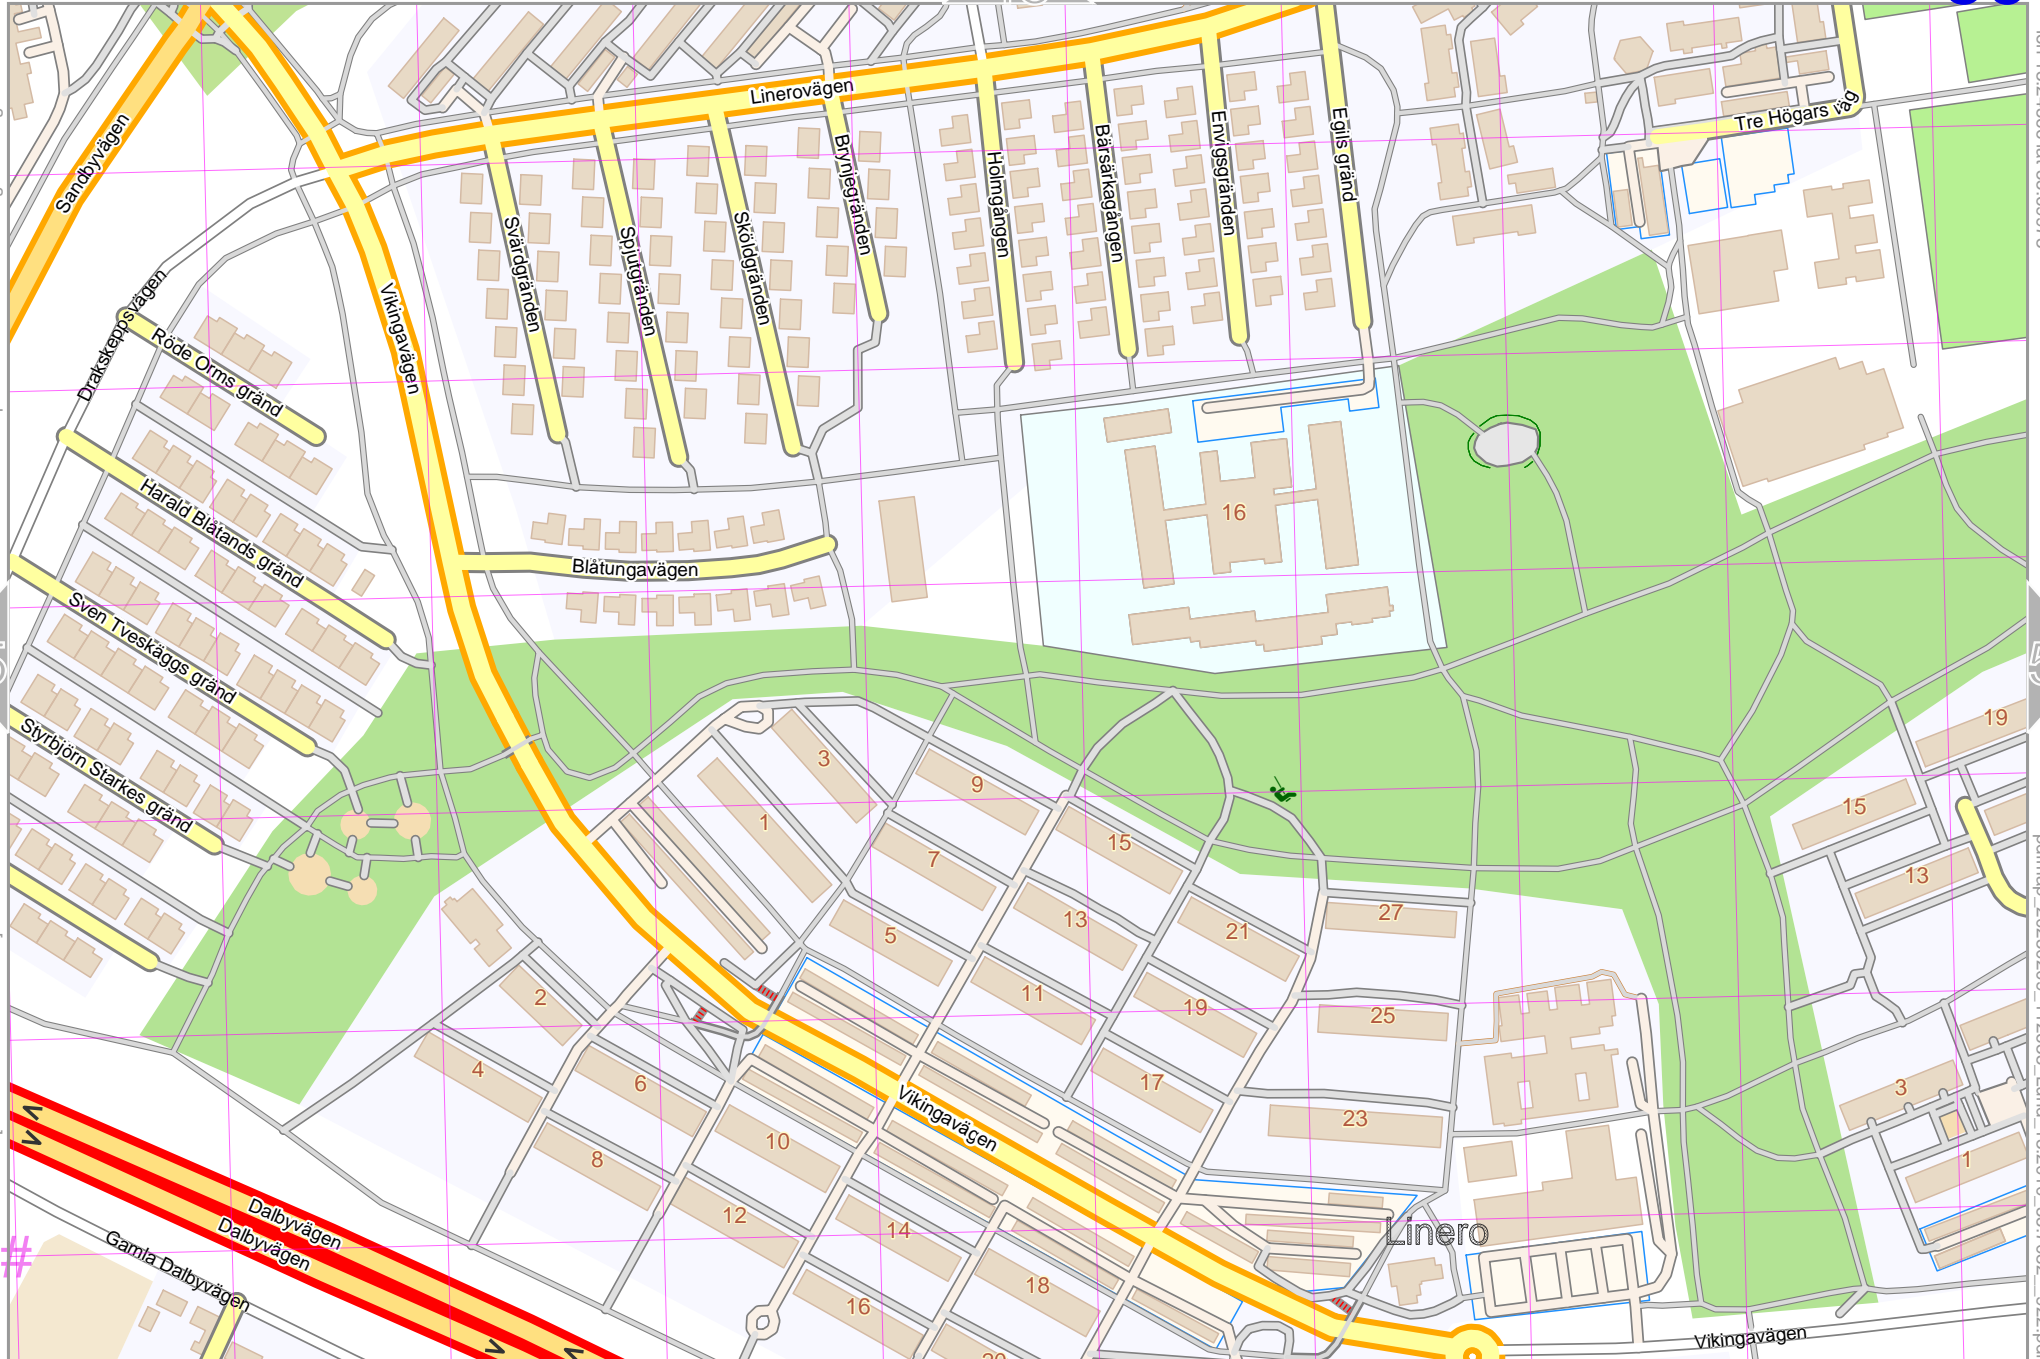 Linerovägen
Sandbyvägen
Tre Högars väg
Egils gränd
Envigsgränden
Bärsärkagången
Holmgången
Brynjegränden
Sköldgränden
Spjutgränden
Svärdgränden
Vikingavägen
Drakskeppsvägen
Röde Orms gränd
Harald Blåtands gränd
Sven Tveskäggs gränd
Styrbjörn Starkes gränd
Blåtungavägen
16
19
3
9
1
15
15
7
13
13
27
5
21
2
11
19
25
4
6
17
3
23
Vikingavägen
10
8
1
12
14
Linero
Dalbyvägen
Dalbyvägen
Gamla Dalbyvägen
#
18
16
Vikingavägen
20